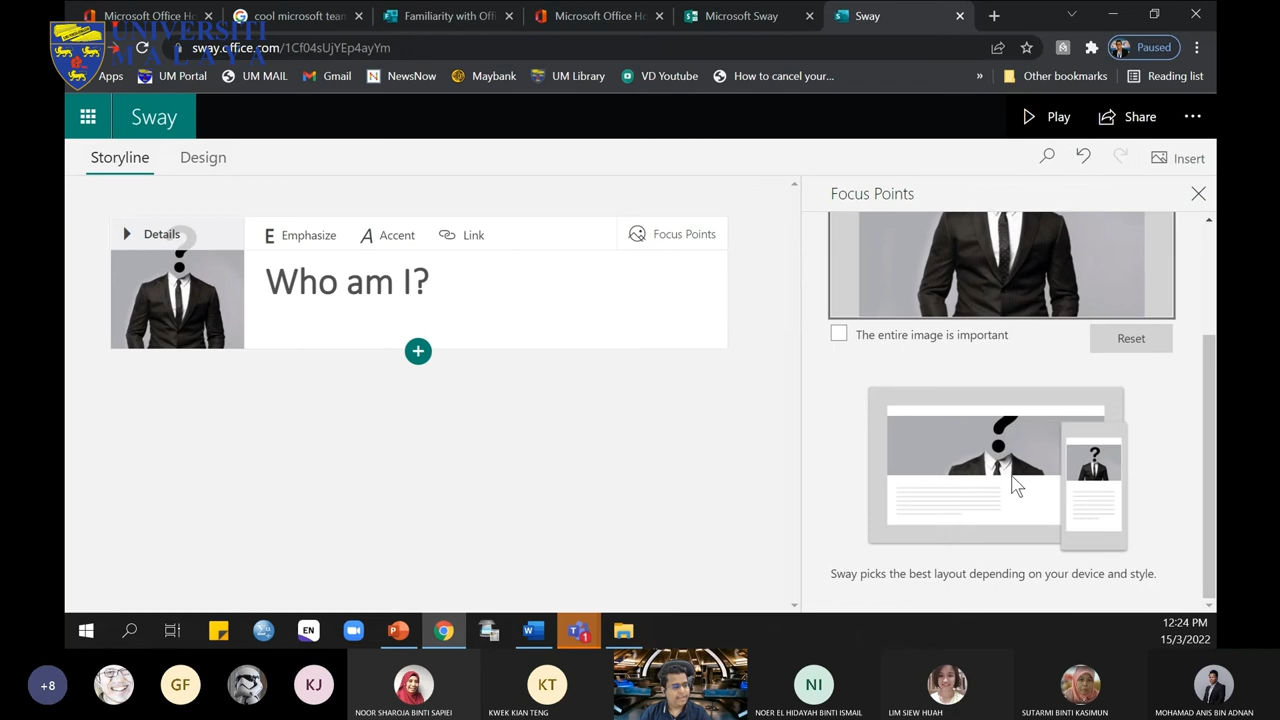 Microsoft Office Ho
cool microsoft tean
Familiarity with Off
Microsoft Office Ho
Microsoft Sway
Sway
UNIVERSITI
MALAYA
sway.office.com/1Cf04sUjYEp4ayYm
Paused
Apps
UM Portal
UM MAIL
Gmail
NewsNow
Maybank
UM Library
VD Youtube
How to cancel your...
»
Other bookmarks
Reading list
Sway
Play
Share
Storyline
Design
Insert
Focus Points
Details
E Emphasize
A Accent
Link
Focus Points
Who am I?
The entire image is important
Reset
Sway picks the best layout depending on your device and style.
EN
1
12:24 PM
15/3/2022
+8
GF
KJ
KT
NI
NOOR SHAROJA BINTI SAPIEI
KWEK KIAN TENG
NOER EL HIDAYAH BINTI ISMAIL
LIM SIEW HUAH
SUTARMI BINTI KASIMUN
MOHAMAD ANIS BIN ADNAN